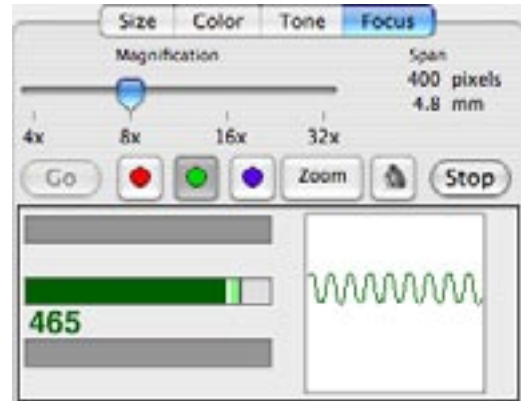 Size Color Tone Focus
Magnification Span
400 pixels
4.8 mm
4x 8x 16x 32x
Go Zoom Stop
465